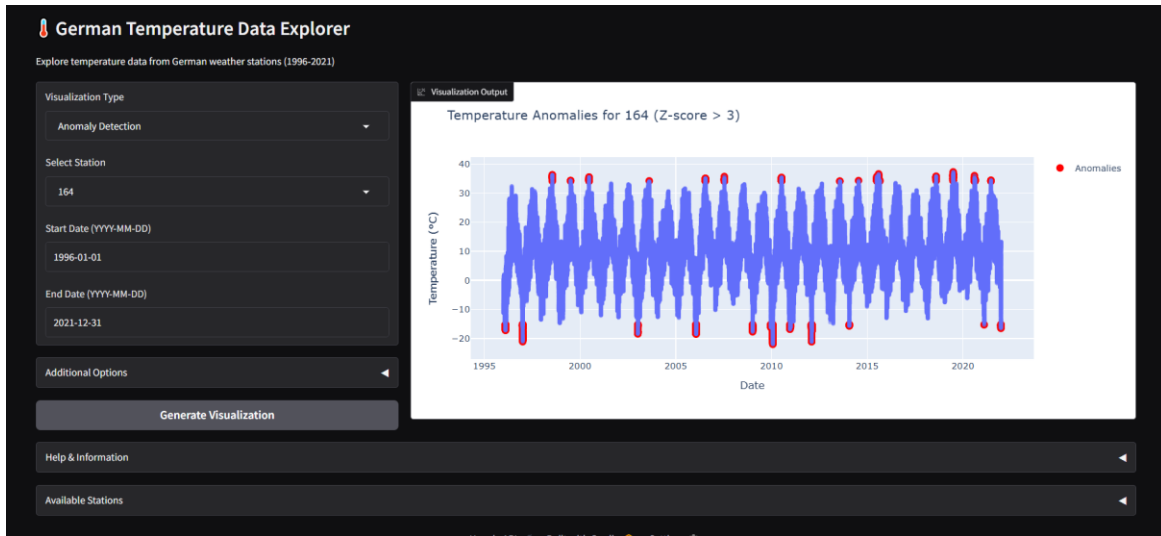 German Temperature Data Explorer
Explore temperature data from German weather stations (1996-2021)
Visualization Type
Anomaly Detection
Select Station
164
Start Date (YYYY-MM-DD)
1996-01-01
End Date (YYYY-MM-DD)
2021-12-31
Additional Options
Generate Visualization
Visualization Output
Temperature Anomalies for 164 (Z-score > 3)
Anomalies
Temperature (°C)
40
30
20
10
0
−10
−20
1995 2000 2005 2010 2015 2020
Date
Help & Information
Available Stations